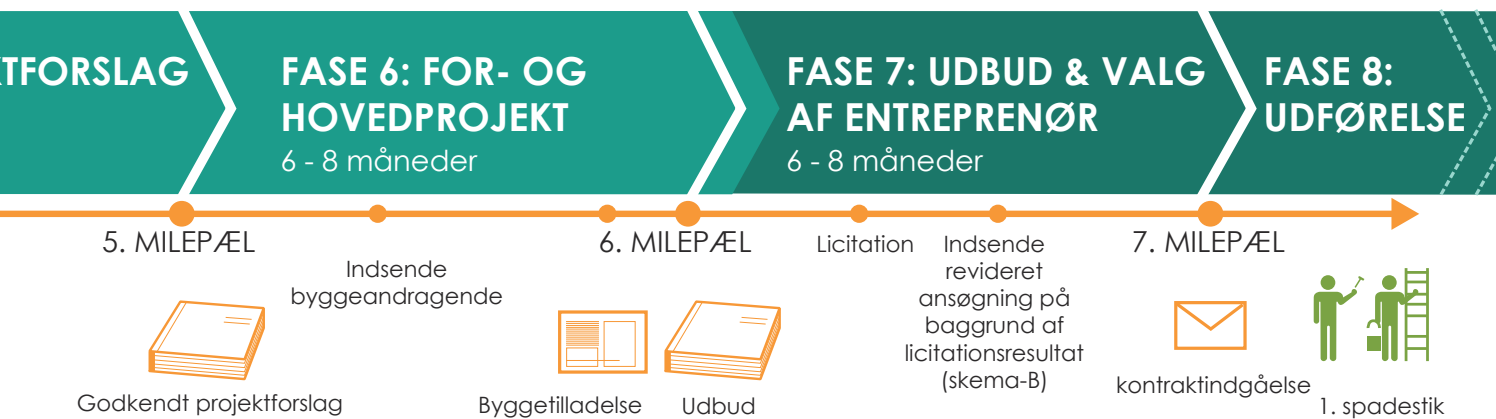 KTFORSLAG
FASE 6: FOR- OG
HOVEDPROJEKT
6 - 8 måneder
FASE 7: UDBUD & VALG
AF ENTREPRENØR
6 - 8 måneder
FASE 8:
UDFØRELSE
5. MILEPÆL
Godkendt projektforslag
Indsende
byggeandragende
Byggetilladelse
6. MILEPÆL
Udbud
Licitation
Indsende
revideret
ansøgning på
baggrund af
licitationsresultat
(skema-B)
7. MILEPÆL
kontraktindgåelse
1. spadestik